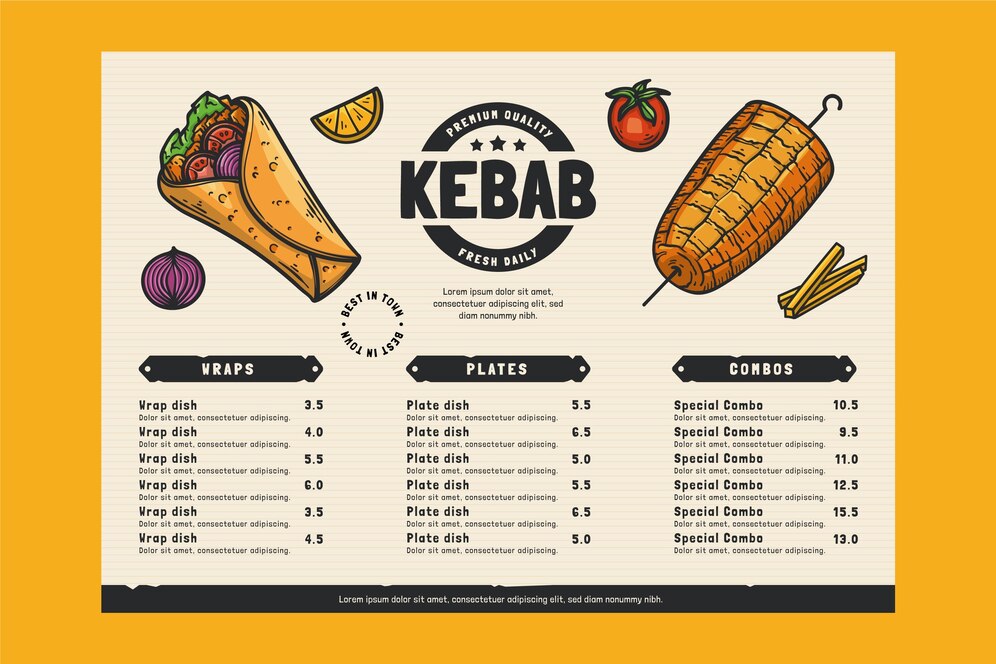 PREMIUM QUALITY
KEBAB
FRESH DAILY
Lorem ipsum dolor sit amet,
consectetuer adipiscing elit, sed
diam nonummy nibh.
BEST IN TOWN • BEST IN TOWN •
WRAPS
Wrap dish 3.5
Dolor sit amet, consectetuer adipiscing.
Wrap dish 4.0
Dolor sit amet, consectetuer adipiscing.
Wrap dish 5.5
Dolor sit amet, consectetuer adipiscing.
Wrap dish 6.0
Dolor sit amet, consectetuer adipiscing.
Wrap dish 3.5
Dolor sit amet, consectetuer adipiscing.
Wrap dish 4.5
Dolor sit amet, consectetuer adipiscing.
PLATES
Plate dish 5.5
Dolor sit amet, consectetuer adipiscing.
Plate dish 6.5
Dolor sit amet, consectetuer adipiscing.
Plate dish 5.0
Dolor sit amet, consectetuer adipiscing.
Plate dish 5.5
Dolor sit amet, consectetuer adipiscing.
Plate dish 6.5
Dolor sit amet, consectetuer adipiscing.
Plate dish 5.0
Dolor sit amet, consectetuer adipiscing.
COMBOS
Special Combo 10.5
Dolor sit amet, consectetuer adipiscing.
Special Combo 9.5
Dolor sit amet, consectetuer adipiscing.
Special Combo 11.0
Dolor sit amet, consectetuer adipiscing.
Special Combo 12.5
Dolor sit amet, consectetuer adipiscing.
Special Combo 15.5
Dolor sit amet, consectetuer adipiscing.
Special Combo 13.0
Dolor sit amet, consectetuer adipiscing.
Lorem ipsum dolor sit amet, consectetuer adipiscing elit, sed diam nonummy nibh.